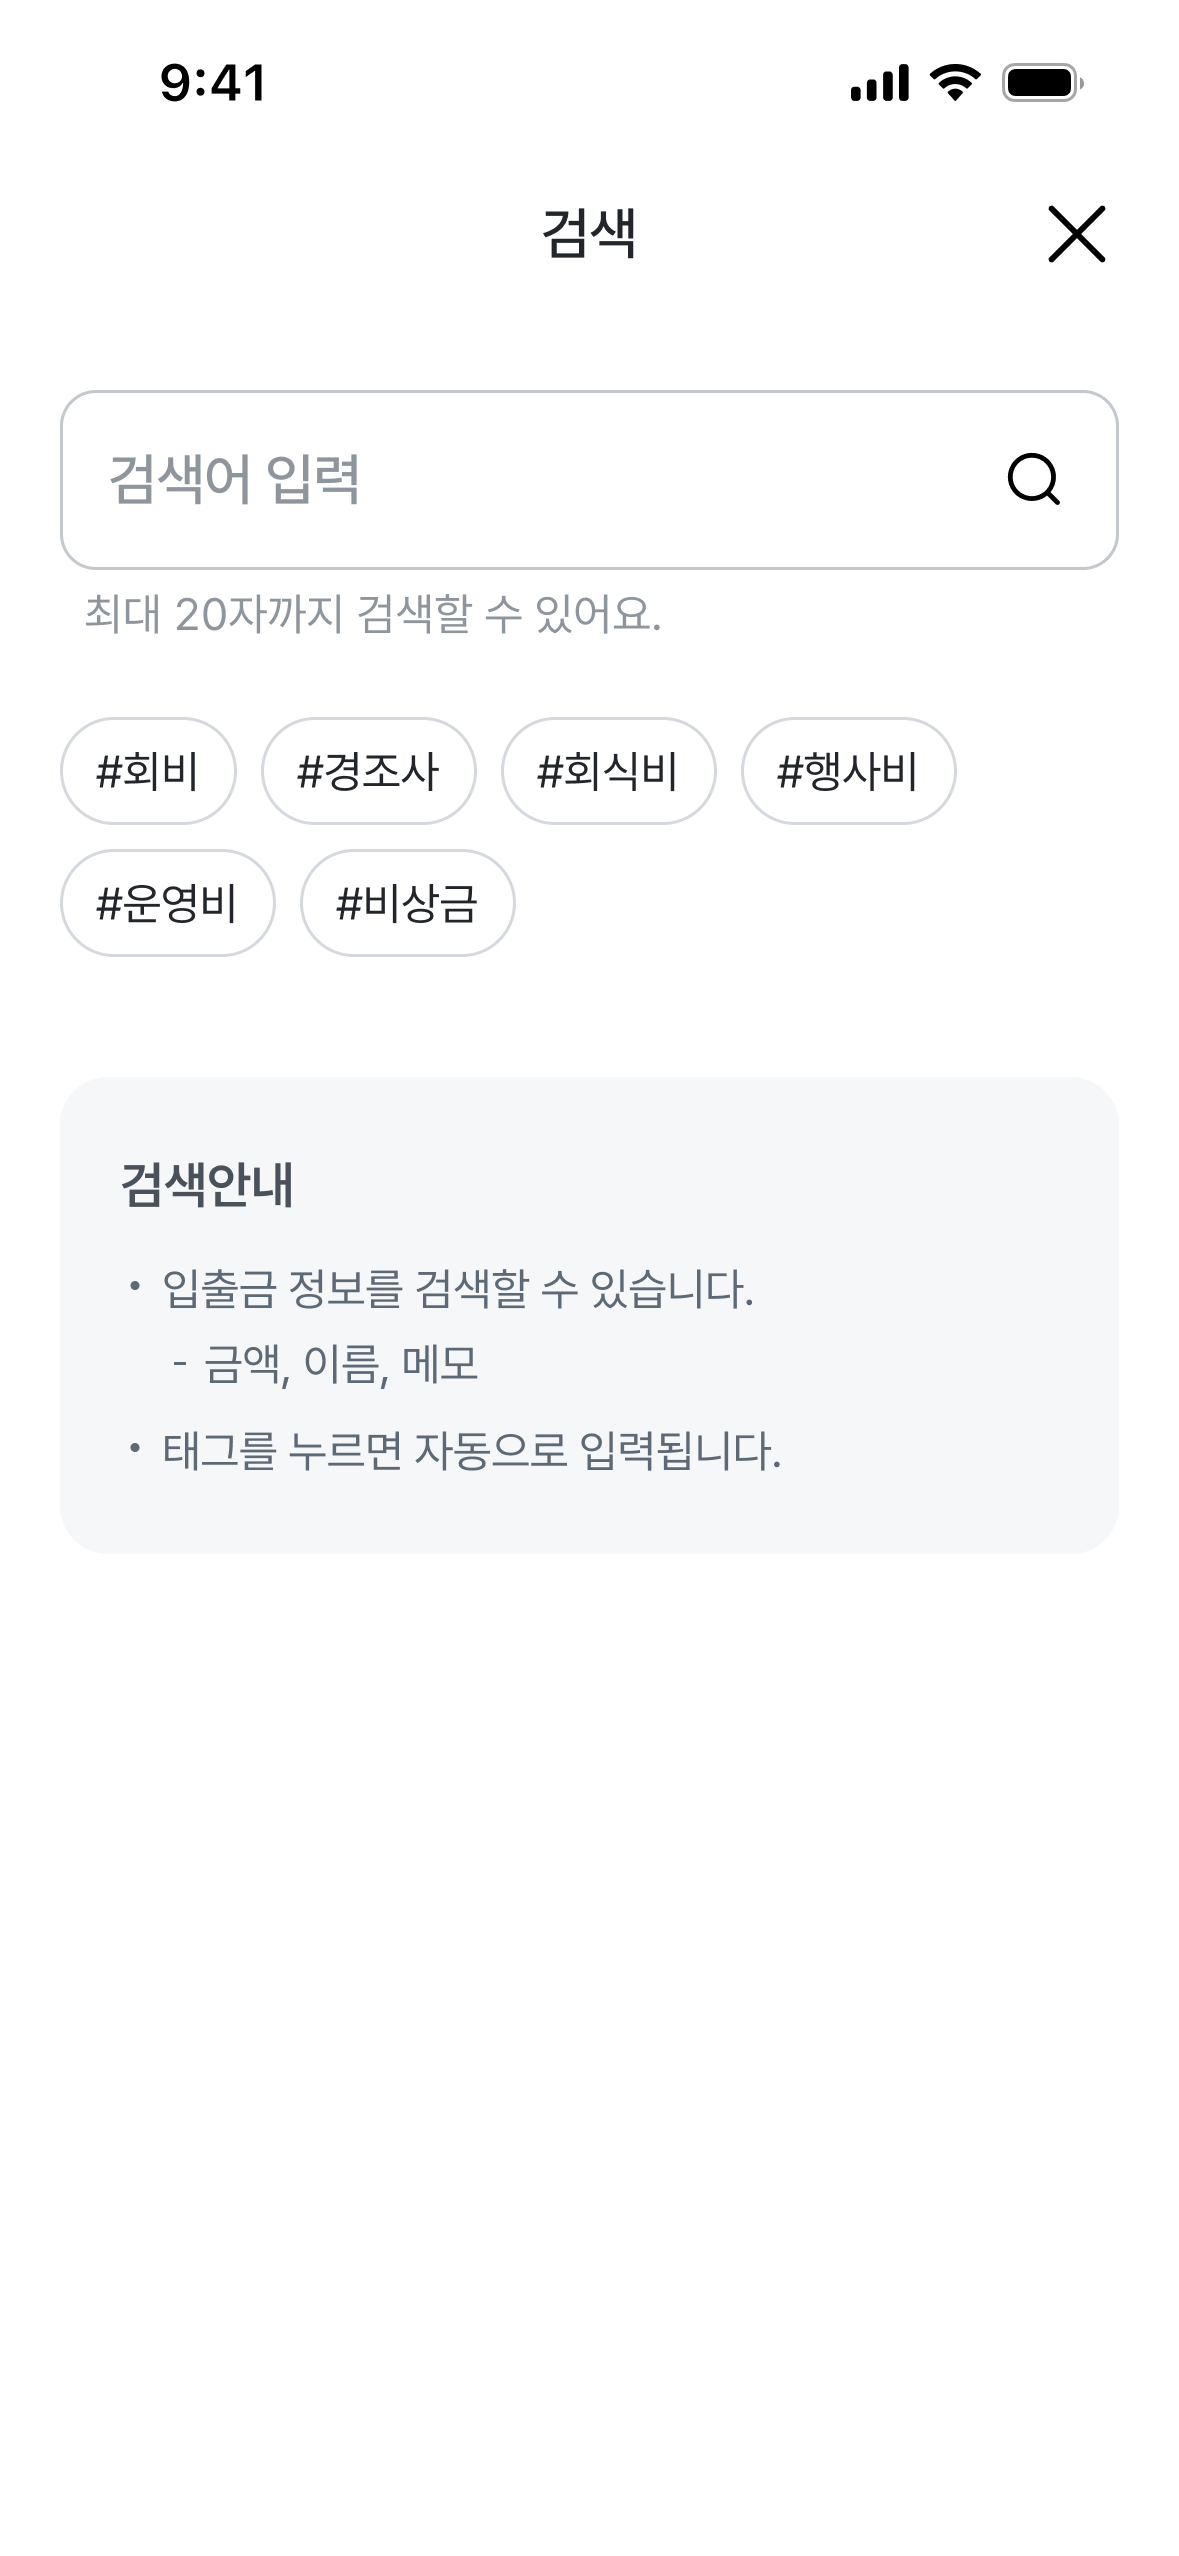 9:41
검색
검색어 입력
최대 20자까지 검색할 수 있어요.
#회비 #경조사 #회식비 #행사비
#운영비 #비상금
검색안내
• 입출금 정보를 검색할 수 있습니다.
- 금액, 이름, 메모
• 태그를 누르면 자동으로 입력됩니다.